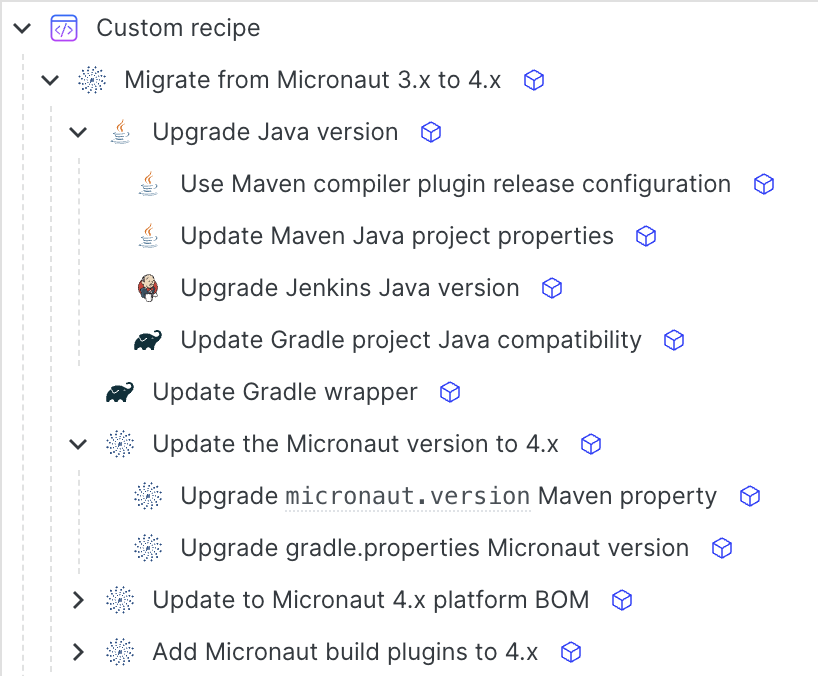 Custom recipe
Migrate from Micronaut 3.x to 4.x
Upgrade Java version
Use Maven compiler plugin release configuration
Update Maven Java project properties
Upgrade Jenkins Java version
Update Gradle project Java compatibility
Update Gradle wrapper
Update the Micronaut version to 4.x
Upgrade micronaut.version Maven property
Upgrade gradle.properties Micronaut version
Update to Micronaut 4.x platform BOM
Add Micronaut build plugins to 4.x